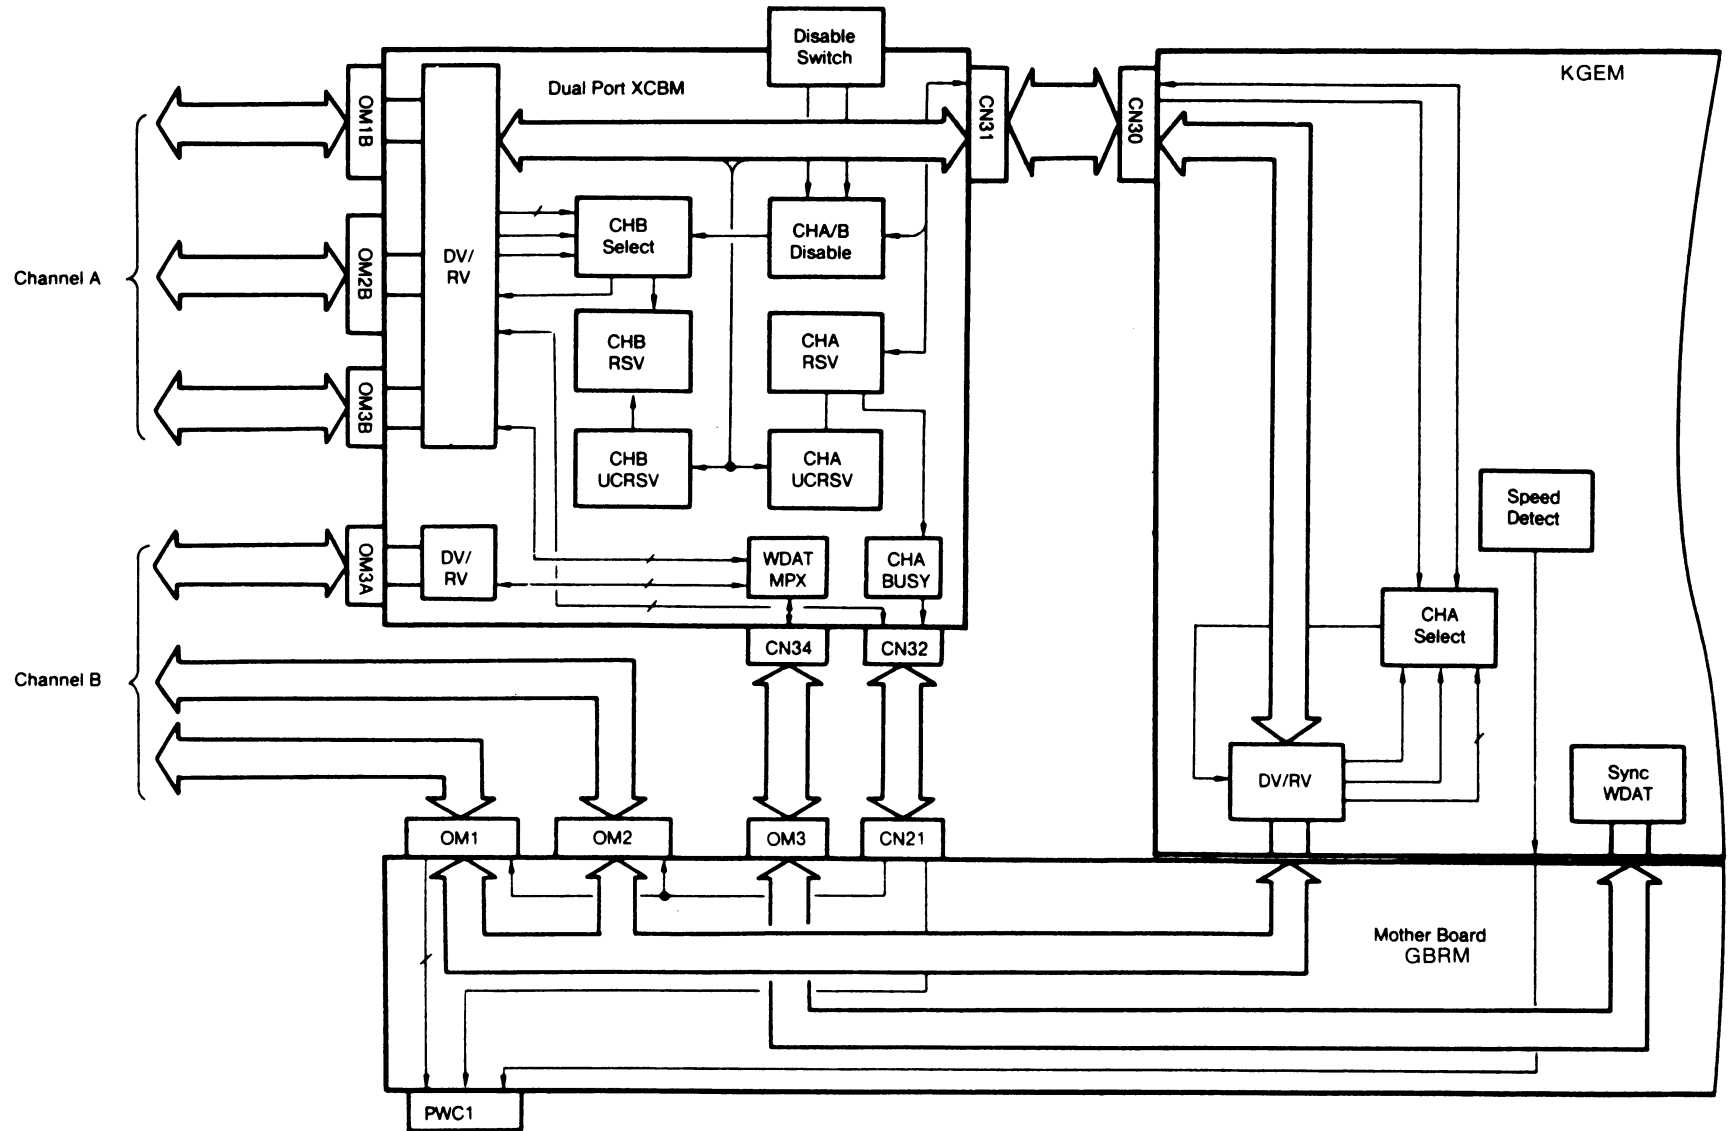 Disable
Switch
Dual Port XCBM
KGEM
OM1B
CN31
CN30
CHB
Select
CHA/B
Disable
DV/
RV
OM2B
Channel A
CHB
RSV
CHA
RSV
OM3B
CHB
UCRSV
CHA
UCRSV
Speed
Detect
OM3A
DV/
RV
WDAT
MPX
CHA
BUSY
CHA
Select
CN34
CN32
Channel B
DV/RV
Sync
WDAT
OM1
OM2
OM3
CN21
Mother Board
GBRM
PWC1